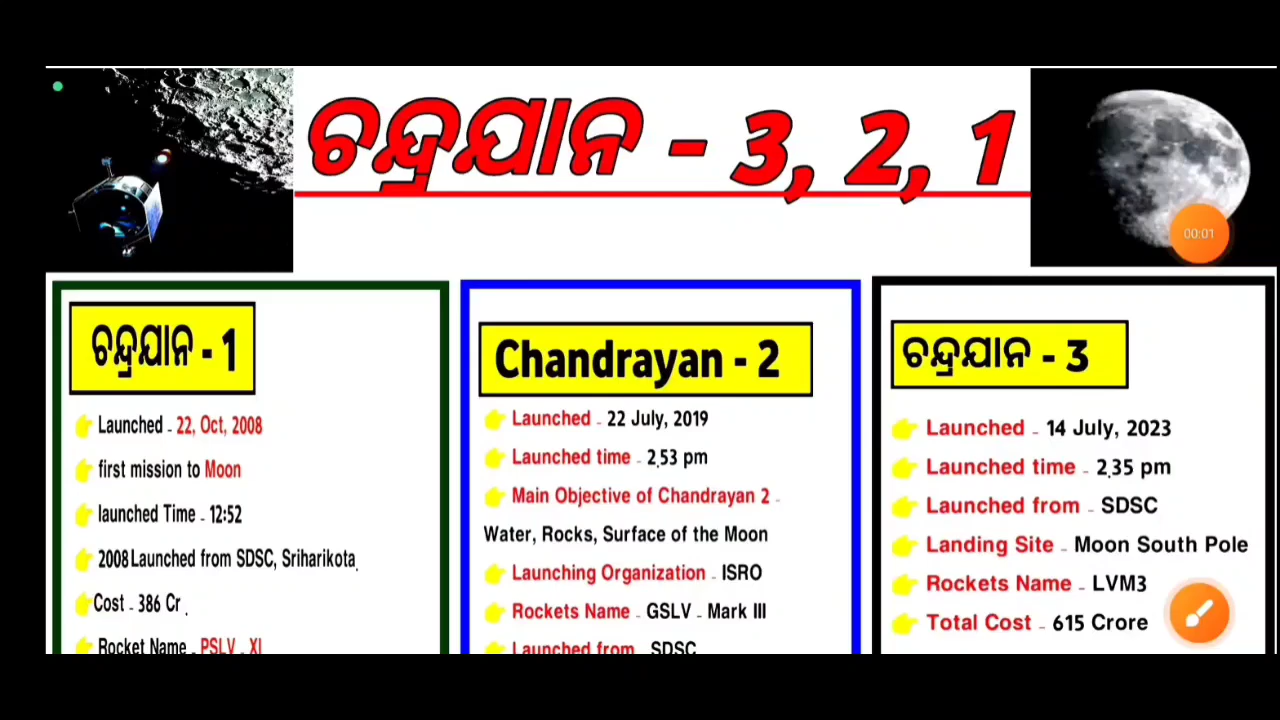 ଚନ୍ଦ୍ରଯାନ - 3, 2, 1
00:01
ଚନ୍ଦ୍ରଯାନ - 1
Launched - 22, Oct, 2008
first mission to Moon
launched Time - 12:52
2008 Launched from SDSC, Sriharikota.
Cost - 386 Cr.
Rocket Name - PSLV - XI
Chandrayan - 2
Launched - 22 July, 2019
Launched time - 2.53 pm
Main Objective of Chandrayan 2 -
Water, Rocks, Surface of the Moon
Launching Organization - ISRO
Rockets Name - GSLV - Mark III
Launched from - SDSC
ଚନ୍ଦ୍ରଯାନ - 3
Launched - 14 July, 2023
Launched time - 2.35 pm
Launched from - SDSC
Landing Site - Moon South Pole
Rockets Name - LVM3
Total Cost - 615 Crore